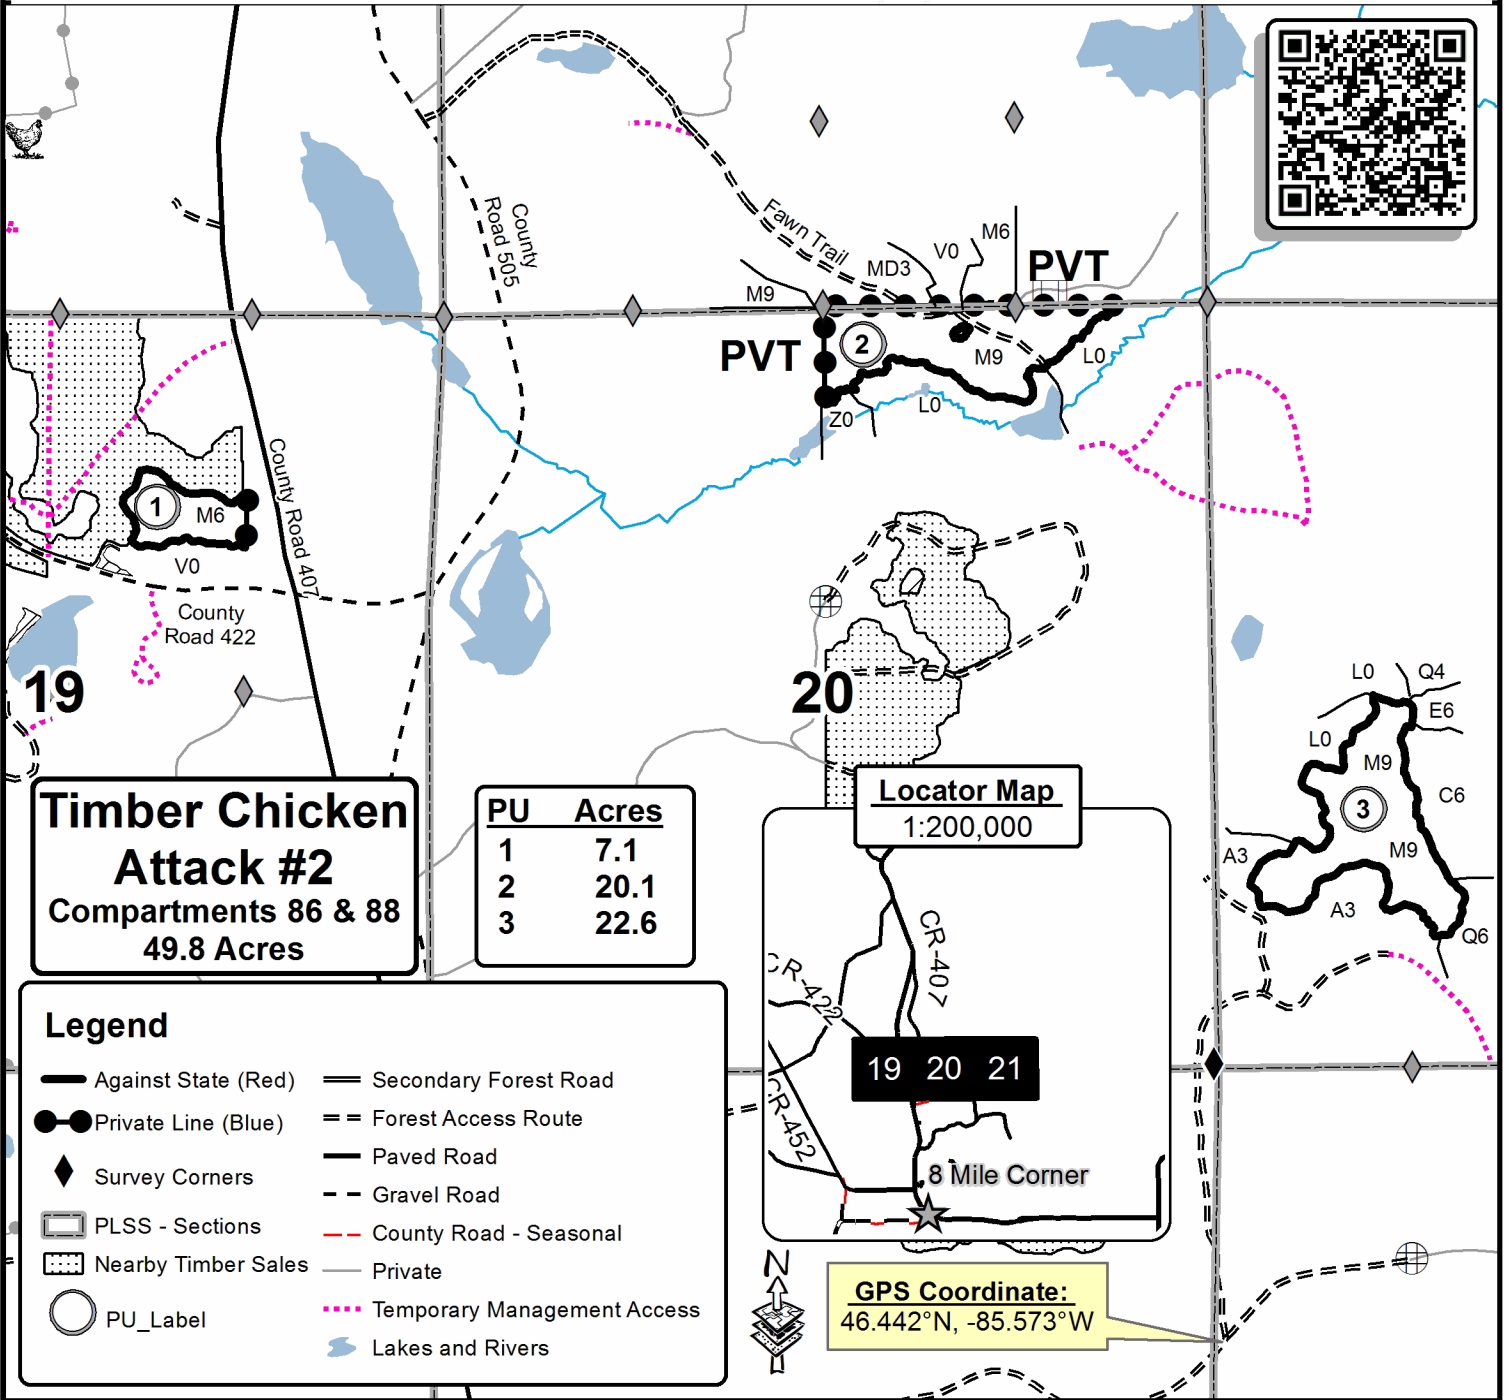 Fawn Trail
County
Road 505
MD3
V0
M6
PVT
M9
PVT
2
M9
L0
L0
Z0
1
M6
V0
County Road 407
County
Road 422
19
20
L0
Q4
E6
L0
M9
3
C6
M9
A3
A3
Q6
Timber Chicken
Attack #2
Compartments 86 & 88
49.8 Acres
PU Acres
1 7.1
2 20.1
3 22.6
Locator Map
1:200,000
CR-407
CR-422
19 20 21
CR-452
8 Mile Corner
Legend
Against State (Red)
Private Line (Blue)
Survey Corners
PLSS - Sections
Nearby Timber Sales
PU_Label
Secondary Forest Road
Forest Access Route
Paved Road
Gravel Road
County Road - Seasonal
Private
Temporary Management Access
Lakes and Rivers
N
GPS Coordinate:
46.442°N, -85.573°W